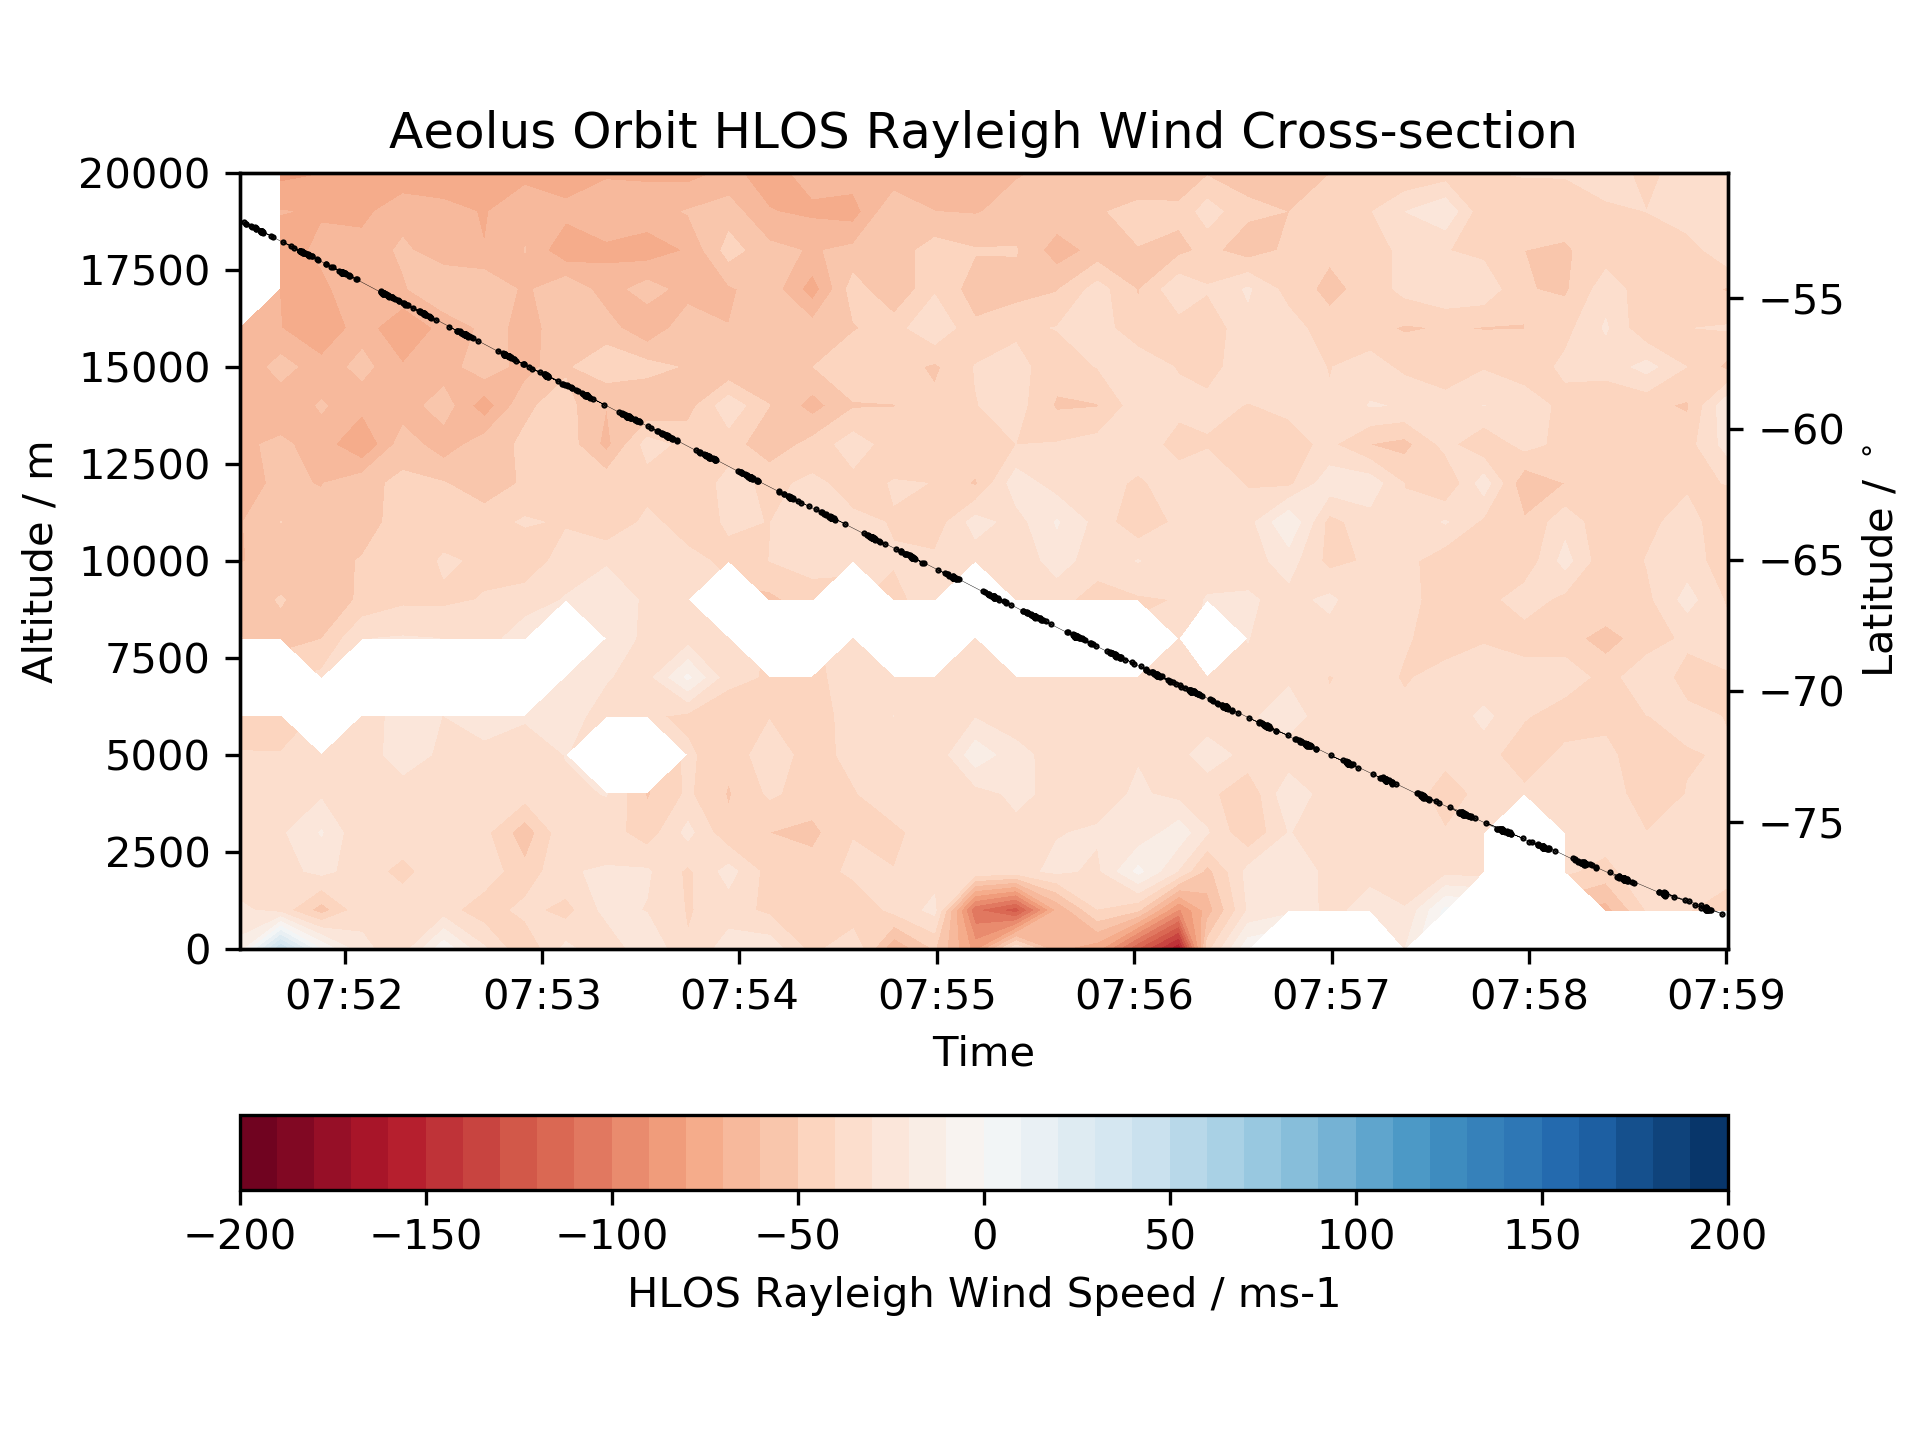 Aeolus Orbit HLOS Rayleigh Wind Cross-section
20000
17500
15000
12500
10000
7500
5000
2500
0
Altitude / m
−55
−60
−65
−70
−75
Latitude / °
07:52 07:53 07:54 07:55 07:56 07:57 07:58 07:59
Time
−200 −150 −100 −50 0 50 100 150 200
HLOS Rayleigh Wind Speed / ms-1